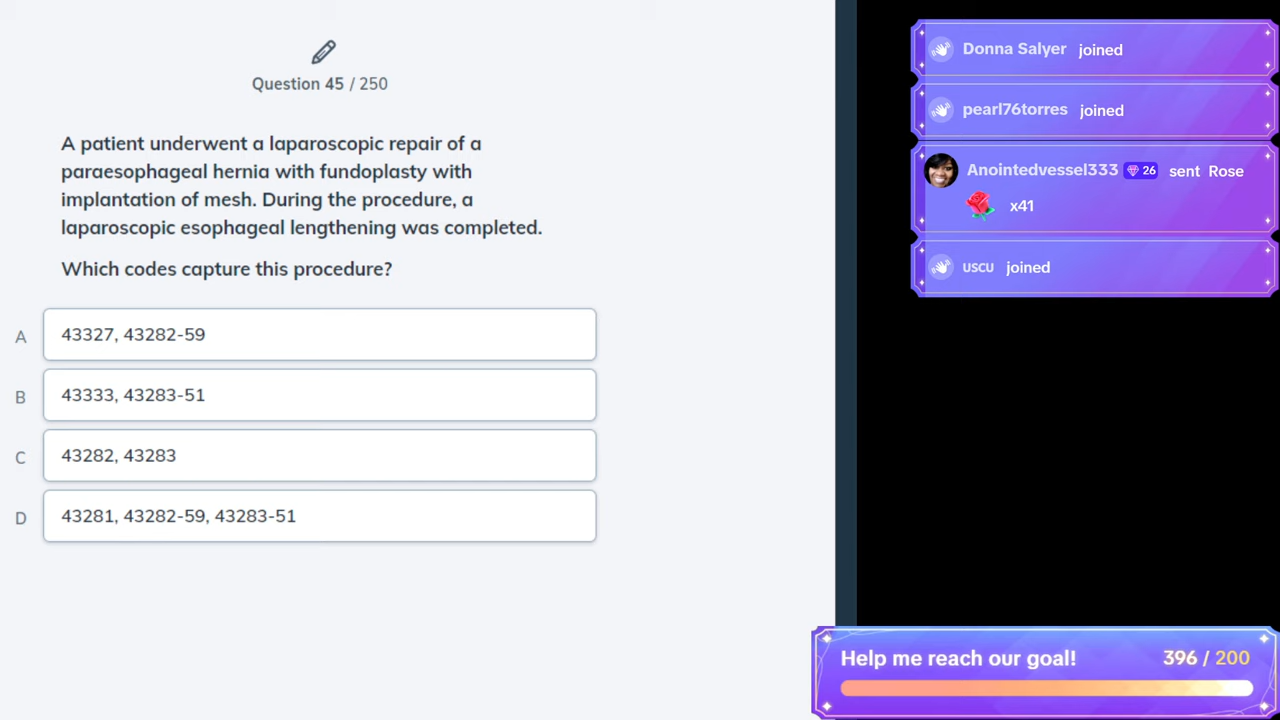 Question 45 / 250
A patient underwent a laparoscopic repair of a
paraesophageal hernia with fundoplasty with
implantation of mesh. During the procedure, a
laparoscopic esophageal lengthening was completed.
Which codes capture this procedure?
A 43327, 43282-59
B 43333, 43283-51
C 43282, 43283
D 43281, 43282-59, 43283-51
Donna Salyer joined
pearl76torres joined
Anointedvessel333 26 sent Rose
x41
USCU joined
Help me reach our goal! 396 / 200